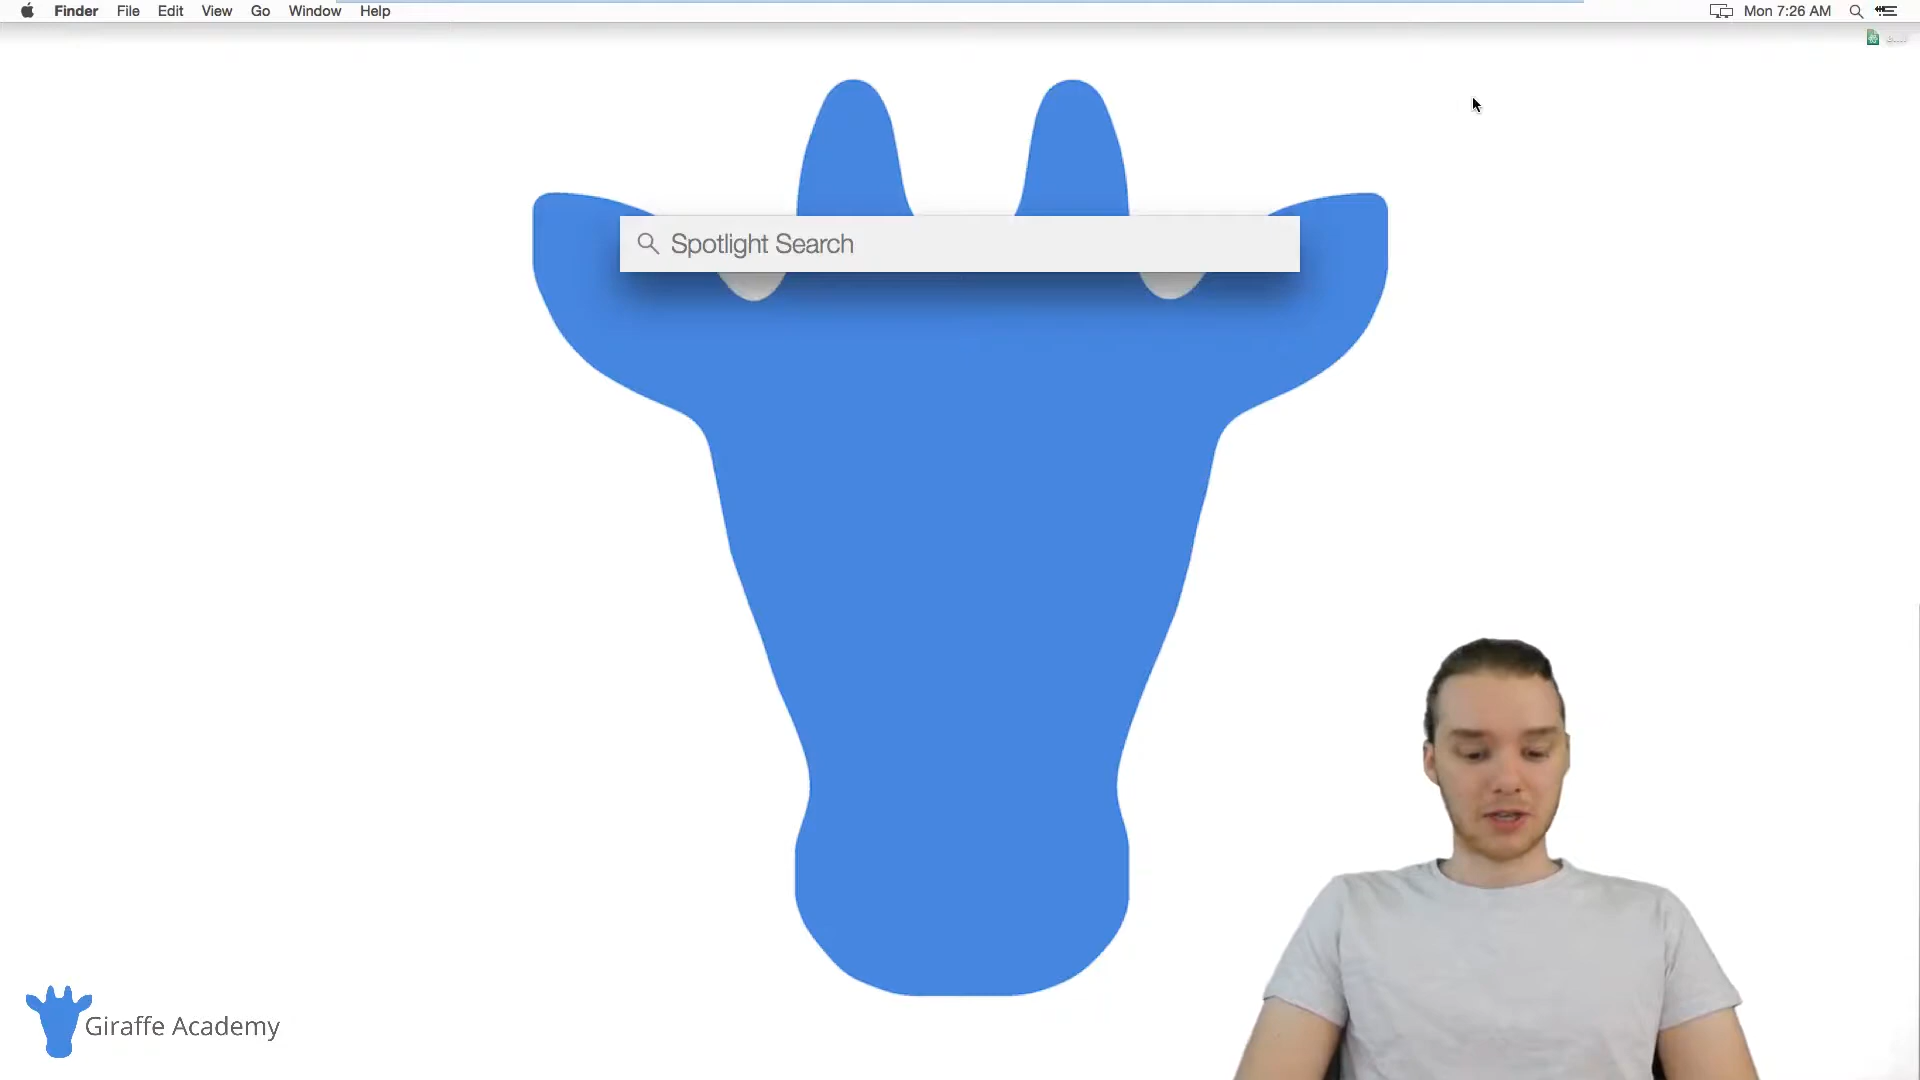 Finder File Edit View Go Window Help Mon 7:26 AM
Spotlight Search
Giraffe Academy